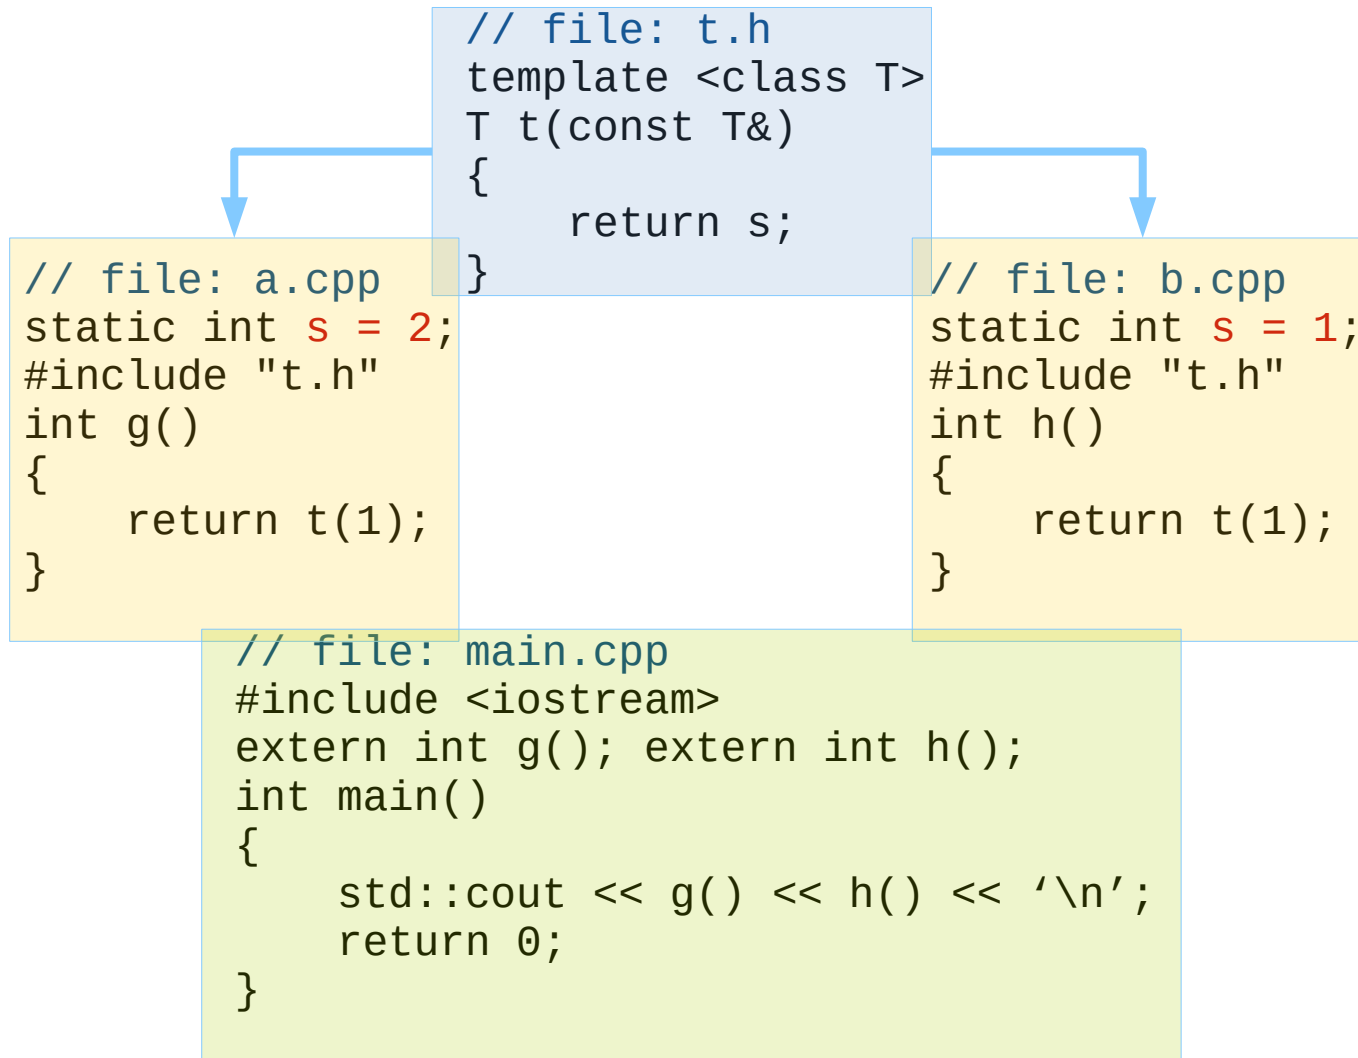 // file: t.h
template <class T>
T t(const T&)
{
    return s;
}
// file: a.cpp
static int s = 2;
#include "t.h"
int g()
{
    return t(1);
}
// file: b.cpp
static int s = 1;
#include "t.h"
int h()
{
    return t(1);
}
// file: main.cpp
#include <iostream>
extern int g(); extern int h();
int main()
{
    std::cout << g() << h() << ‘\n’;
    return 0;
}